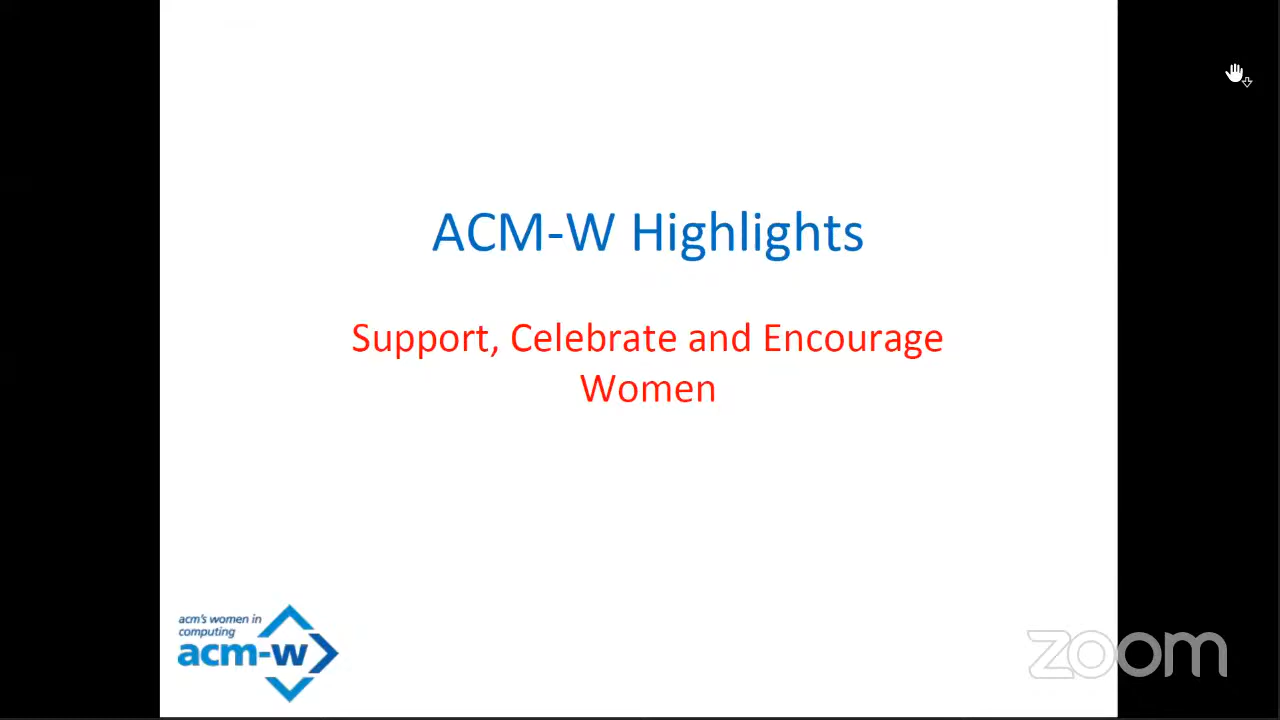 ACM-W Highlights
Support, Celebrate and Encourage
Women
acm's women in
computing
acm-w
zoom